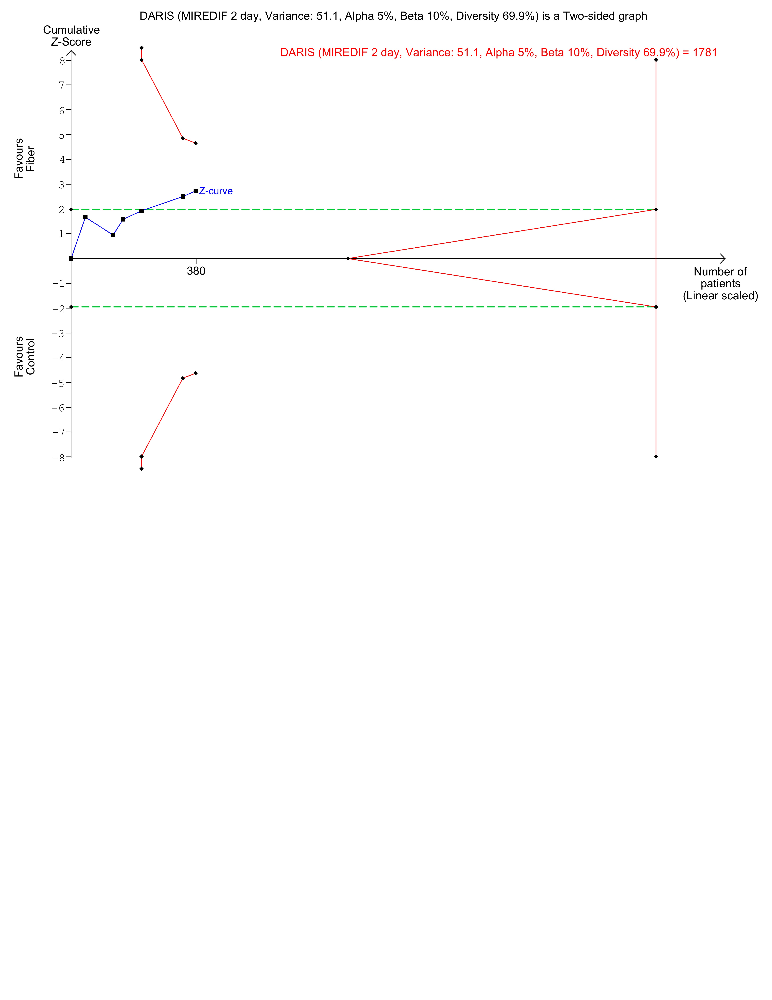 DARIS (MIREDIF 2 day, Variance: 51.1, Alpha 5%, Beta 10%, Diversity 69.9%) is a Two-sided graph
Cumulative
Z-Score
DARIS (MIREDIF 2 day, Variance: 51.1, Alpha 5%, Beta 10%, Diversity 69.9%) = 1781
8
7
6
5
4
3
2
1
-1
-2
-3
-4
-5
-6
-7
-8
Favours
Fiber
Favours
Control
Z-curve
380
Number of
patients
(Linear scaled)